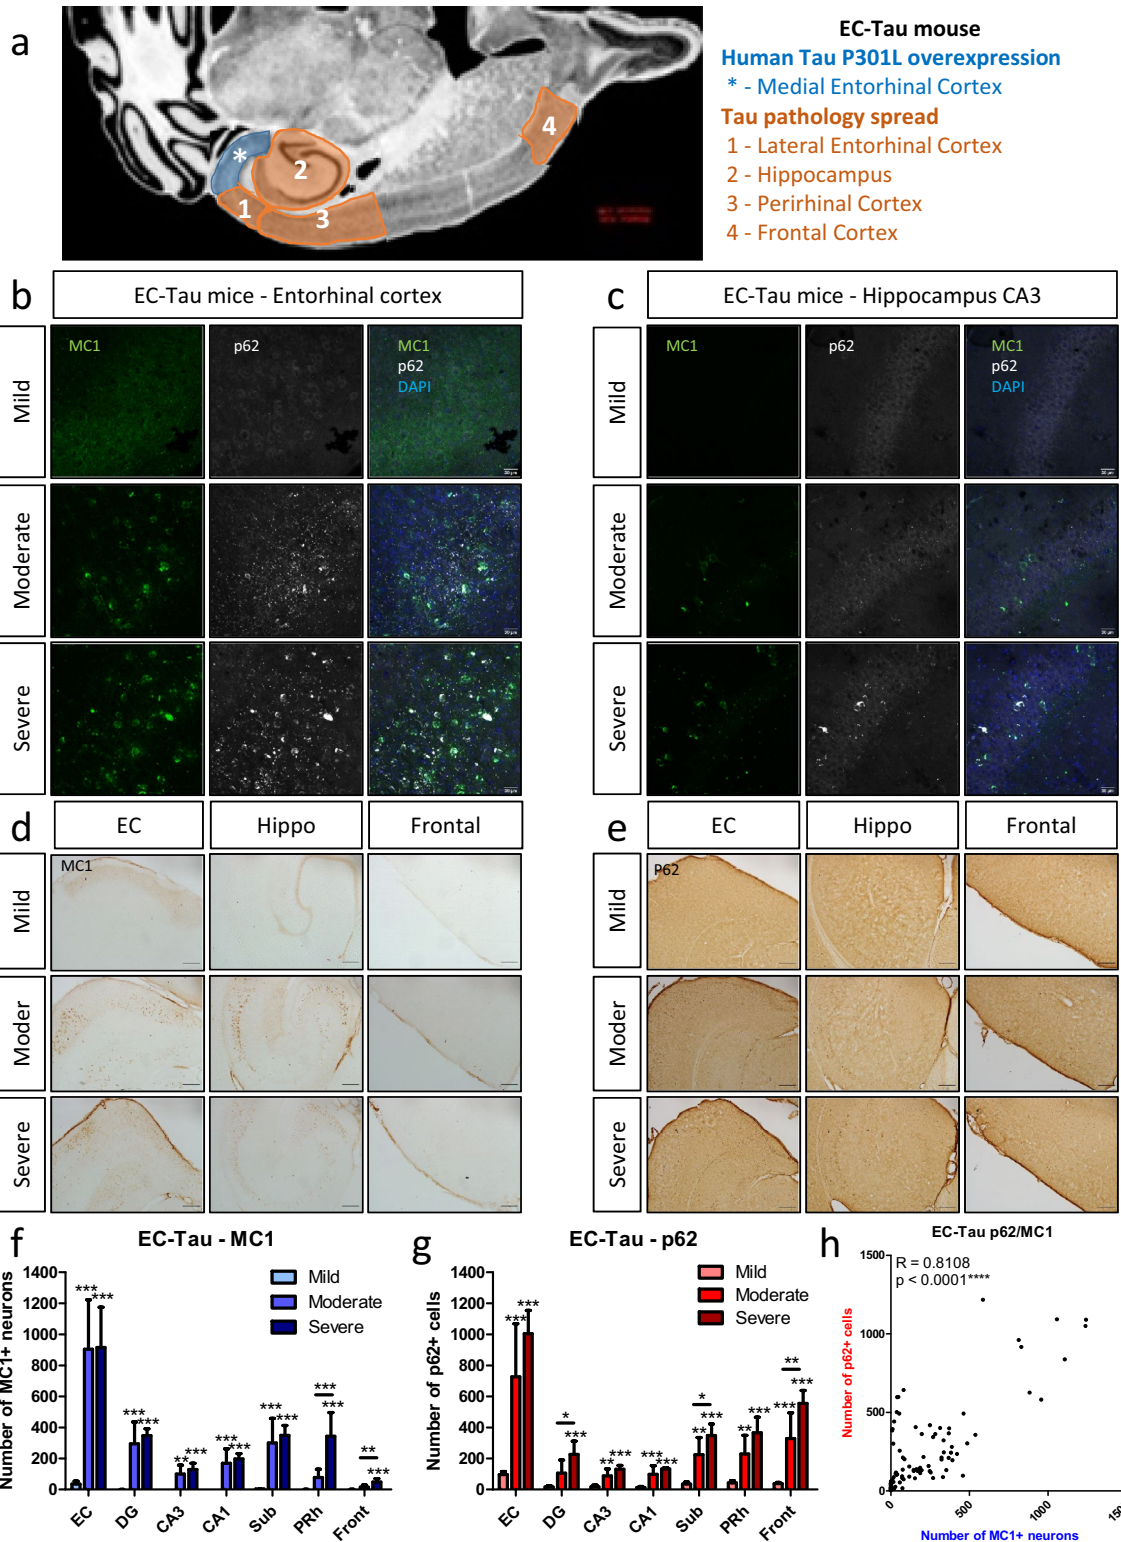 a
EC-Tau mouse
Human Tau P301L overexpression
* - Medial Entorhinal Cortex
Tau pathology spread
1 - Lateral Entorhinal Cortex
2 - Hippocampus
3 - Perirhinal Cortex
4 - Frontal Cortex
*
1
2
3
4
b
EC-Tau mice - Entorhinal cortex
MC1
p62
MC1
p62
DAPI
Mild
Moderate
Severe
c
EC-Tau mice - Hippocampus CA3
MC1
p62
MC1
p62
DAPI
Mild
Moderate
Severe
d
EC
Hippo
Frontal
MC1
Mild
Moder
Severe
e
EC
Hippo
Frontal
P62
Mild
Moder
Severe
f
EC-Tau - MC1
Number of MC1+ neurons
1400
1200
1000
800
600
400
200
0
Mild
Moderate
Severe
*** *** *** *** ** *** *** *** *** *** *** *** ** ***
EC DG CA3 CA1 Sub PRh Front
g
EC-Tau - p62
Number of p62+ cells
1400
1200
1000
800
600
400
200
0
Mild
Moderate
Severe
*** *** * *** ** *** *** *** * ** *** ** *** ** *** ***
EC DG CA3 CA1 Sub PRh Front
h
EC-Tau p62/MC1
R = 0.8108
p < 0.0001****
Number of p62+ cells
1500
1000
500
0
0 500 1000 150
Number of MC1+ neurons